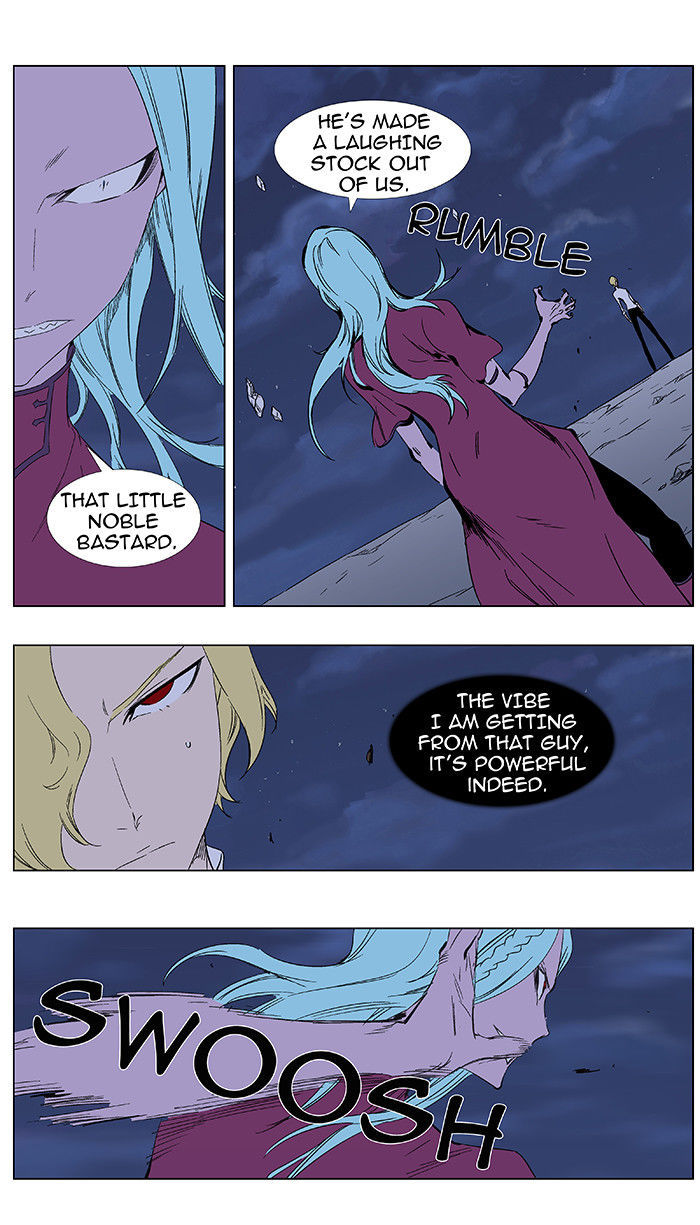 THAT LITTLE
NOBLE
BASTARD.
HE'S MADE
A LAUGHING
STOCK OUT
OF US.
RUMBLE
THE VIBE
I AM GETTING
FROM THAT GUY,
IT'S POWERFUL
INDEED.
SWOOSH